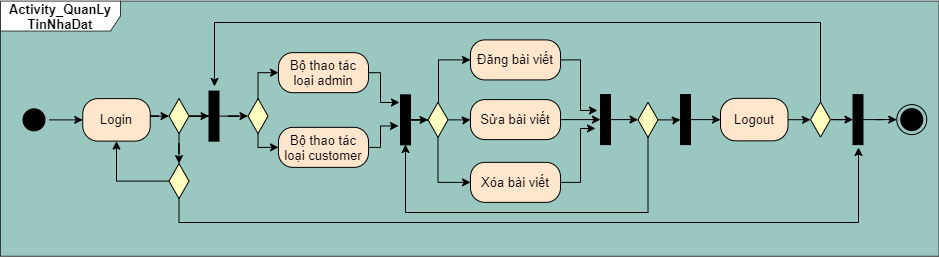 Activity_QuanLy
TinNhaDat
Login
Bộ thao tác
loại admin
Bộ thao tác
loại customer
Đăng bài viết
Sửa bài viết
Xóa bài viết
Logout